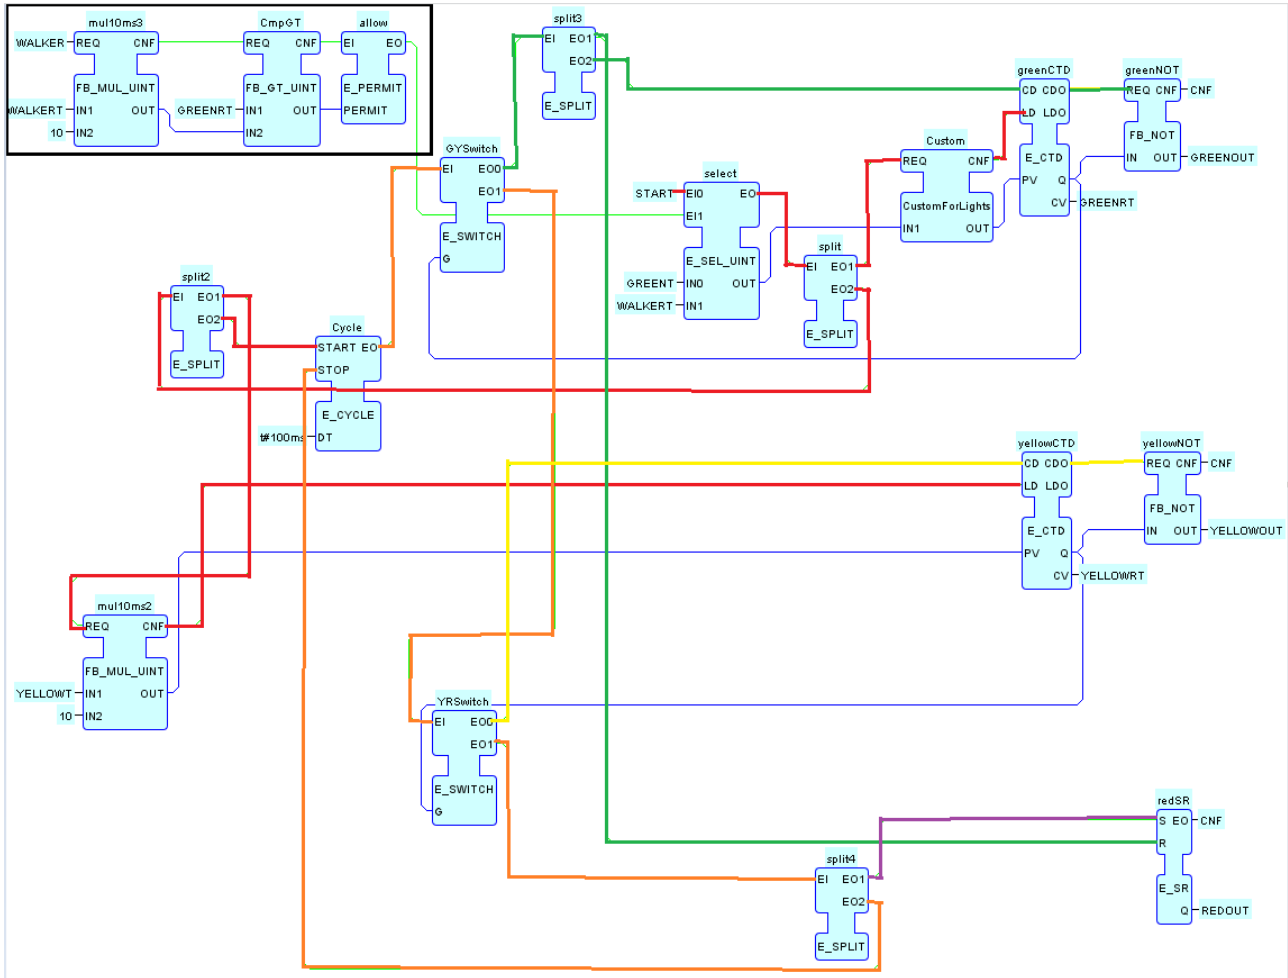 mul10ms3
WALKER
REQ
CNF
FB_MUL_UINT
WALKERT
IN1
OUT
10
IN2
CmpGT
REQ
CNF
FB_GT_UINT
GREENRT
IN1
OUT
IN2
allow
EI
EO
E_PERMIT
PERMIT
split3
EI
EO1
EO2
E_SPLIT
greenCTD
CD
CDO
LD
LDO
E_CTD
PV
Q
CV
GREENRT
greenNOT
REQ
CNF
CNF
FB_NOT
IN
OUT
GREENOUT
GYSwitch
EI
EO0
EO1
E_SWITCH
G
select
START
EI0
EO
EI1
E_SEL_UINT
GREENT
IN0
OUT
WALKERT
IN1
Custom
REQ
CNF
CustomForLights
IN1
OUT
split
EI
EO1
EO2
E_SPLIT
split2
EI
EO1
EO2
E_SPLIT
Cycle
START
EO
STOP
E_CYCLE
t#100ms
DT
yellowCTD
CD
CDO
LD
LDO
E_CTD
PV
Q
CV
YELLOWRT
yellowNOT
REQ
CNF
CNF
FB_NOT
IN
OUT
YELLOWOUT
mul10ms2
REQ
CNF
FB_MUL_UINT
YELLOWT
IN1
OUT
10
IN2
YRSwitch
EI
EO0
EO1
E_SWITCH
G
split4
EI
EO1
EO2
E_SPLIT
redSR
S
EO
CNF
R
E_SR
Q
REDOUT